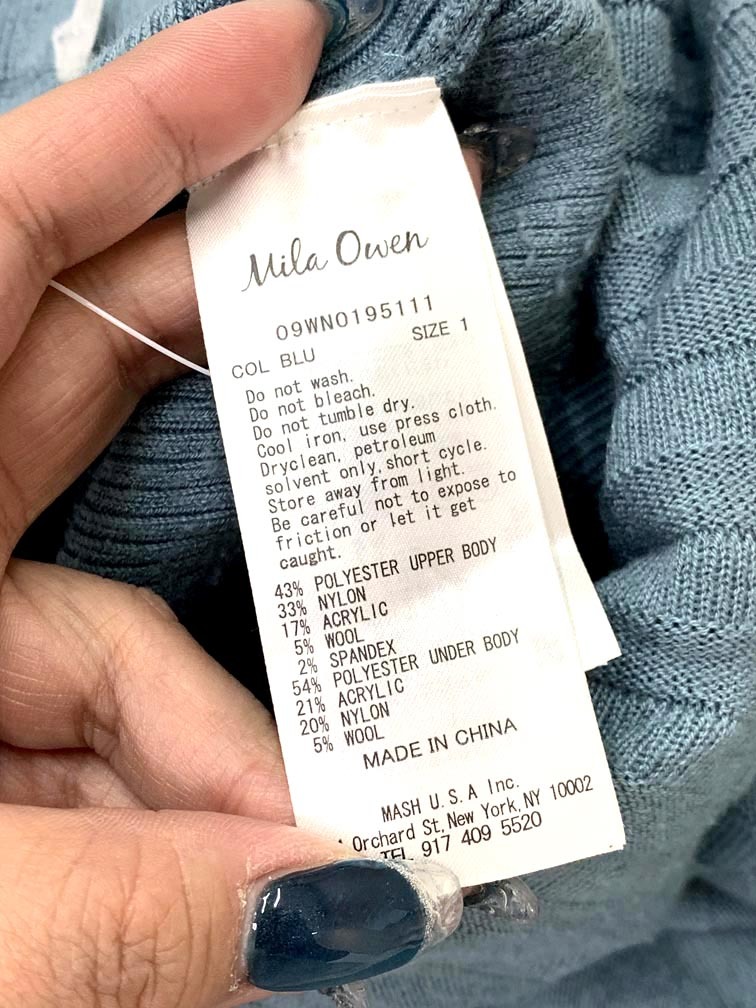 Mila Owen
09WNO195111
COL BLU SIZE 1
Do not wash.
Do not bleach.
Do not tumble dry.
Cool iron, use press cloth.
Dryclean, petroleum
solvent only, short cycle.
Store away from light.
Be careful not to expose to
friction or let it get
caught.
43% POLYESTER UPPER BODY
33% NYLON
17% ACRYLIC
5% WOOL
2% SPANDEX
54% POLYESTER UNDER BODY
21% ACRYLIC
20% NYLON
5% WOOL
MADE IN CHINA
MASH U.S.A Inc.
Orchard St, New York, NY 10002
TEL 917 409 5520